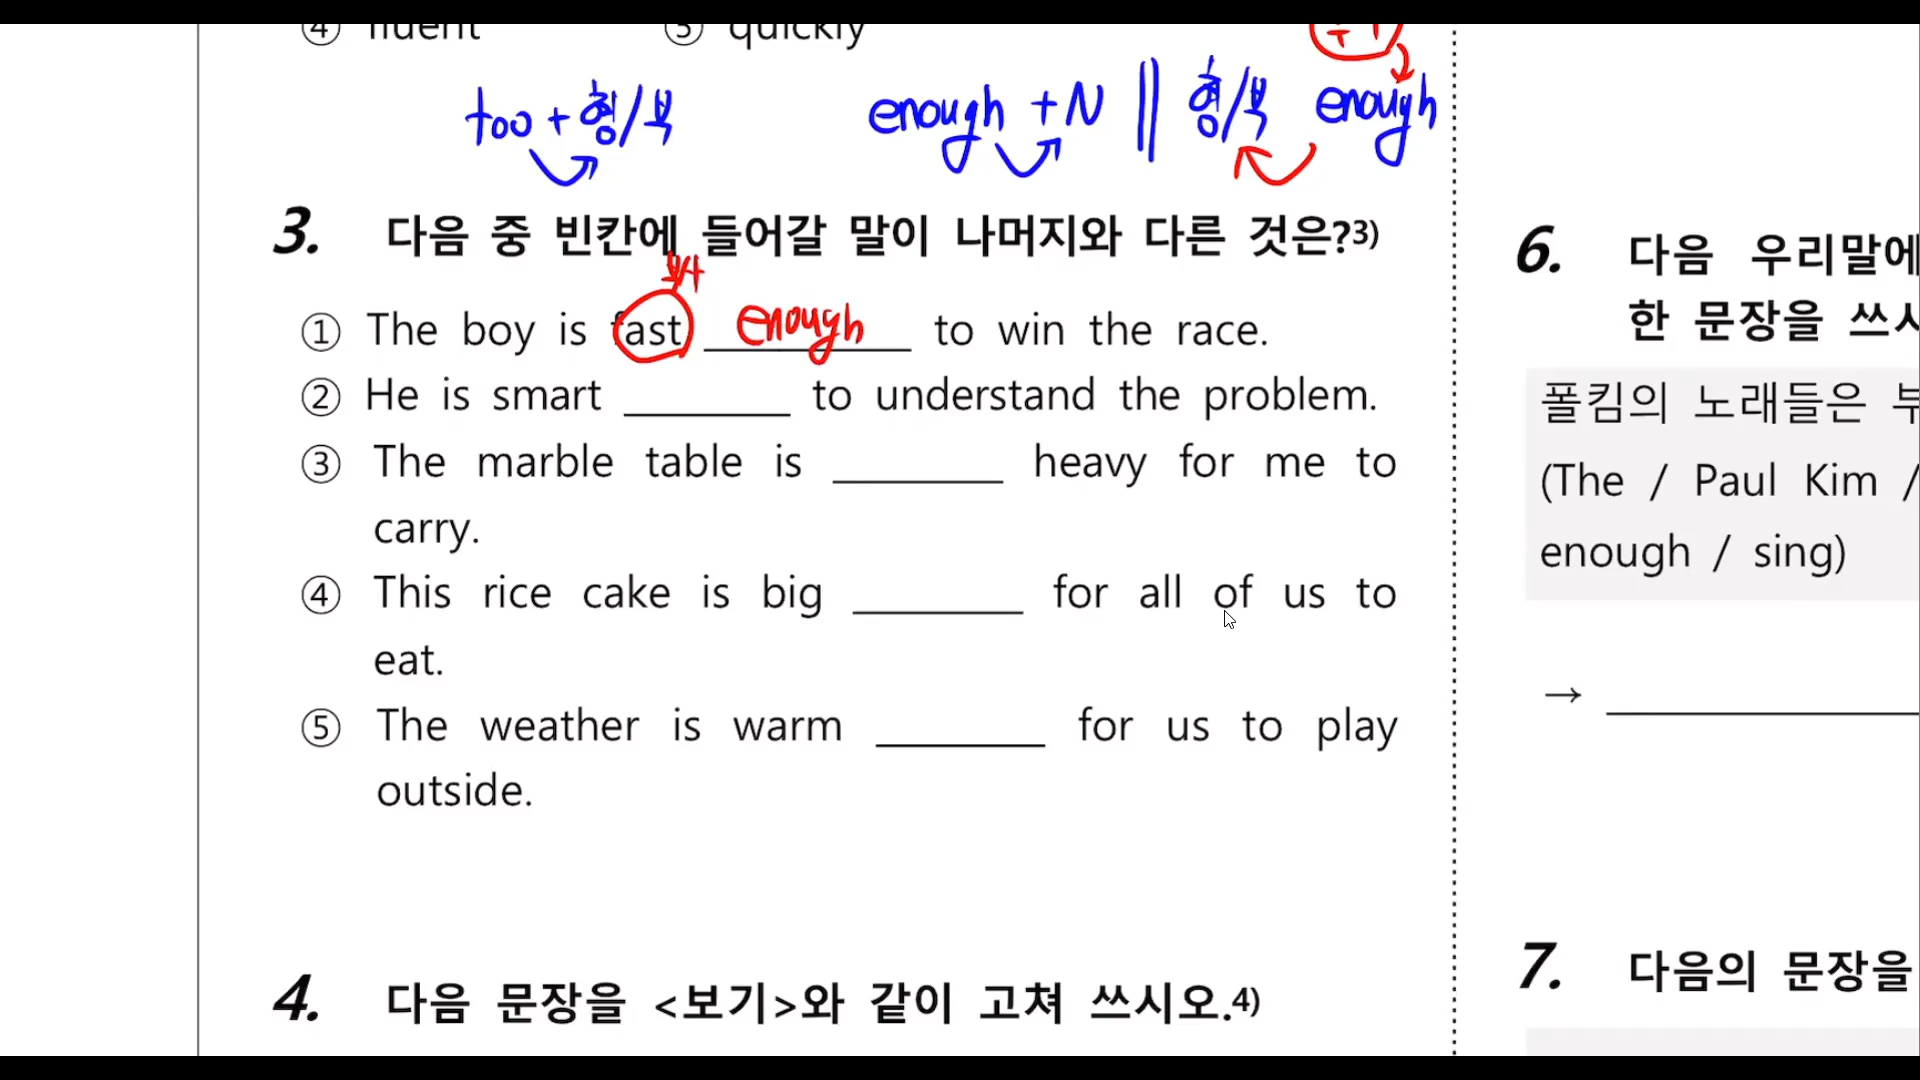 ④ fluent ⑤ quickly
too + 형/부 enough + N || 형/부 enough
3. 다음 중 빈칸에 들어갈 말이 나머지와 다른 것은?3)
① The boy is fast enough to win the race.
② He is smart ________ to understand the problem.
③ The marble table is ________ heavy for me to
carry.
④ This rice cake is big ________ for all of us to
eat.
⑤ The weather is warm ________ for us to play
outside.
4. 다음 문장을 <보기>와 같이 고쳐 쓰시오.4)
6. 다음 우리말에
한 문장을 쓰시
폴킴의 노래들은 부
(The / Paul Kim /
enough / sing)
→
7. 다음의 문장을